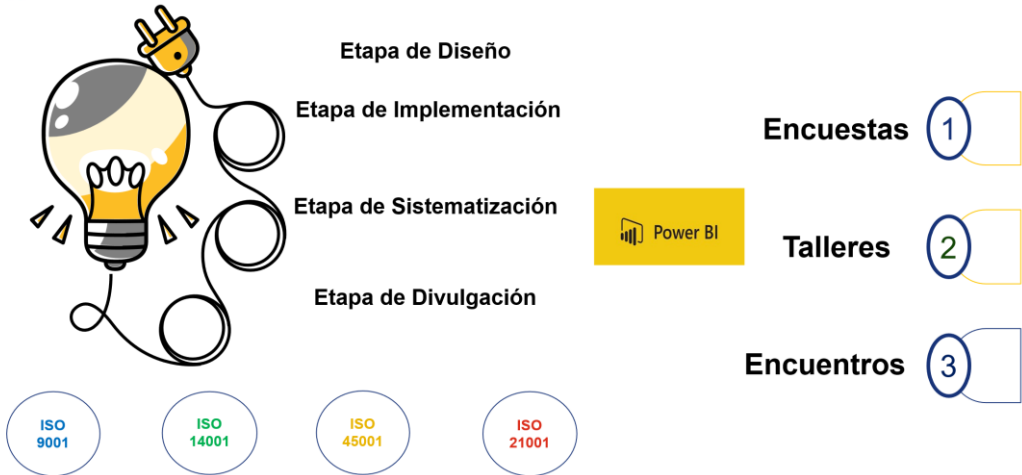 Etapa de Diseño
Etapa de Implementación
Etapa de Sistematización
Etapa de Divulgación
Power BI
Encuestas 1
Talleres 2
Encuentros 3
ISO
9001
ISO
14001
ISO
45001
ISO
21001